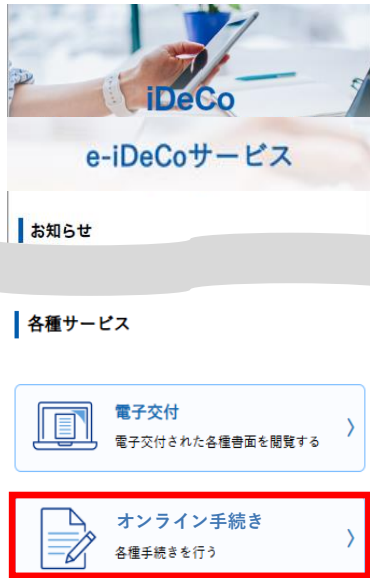 iDeCo
e-iDeCoサービス
お知らせ
各種サービス
電子交付
電子交付された各種書面を閲覧する
オンライン手続き
各種手続きを行う